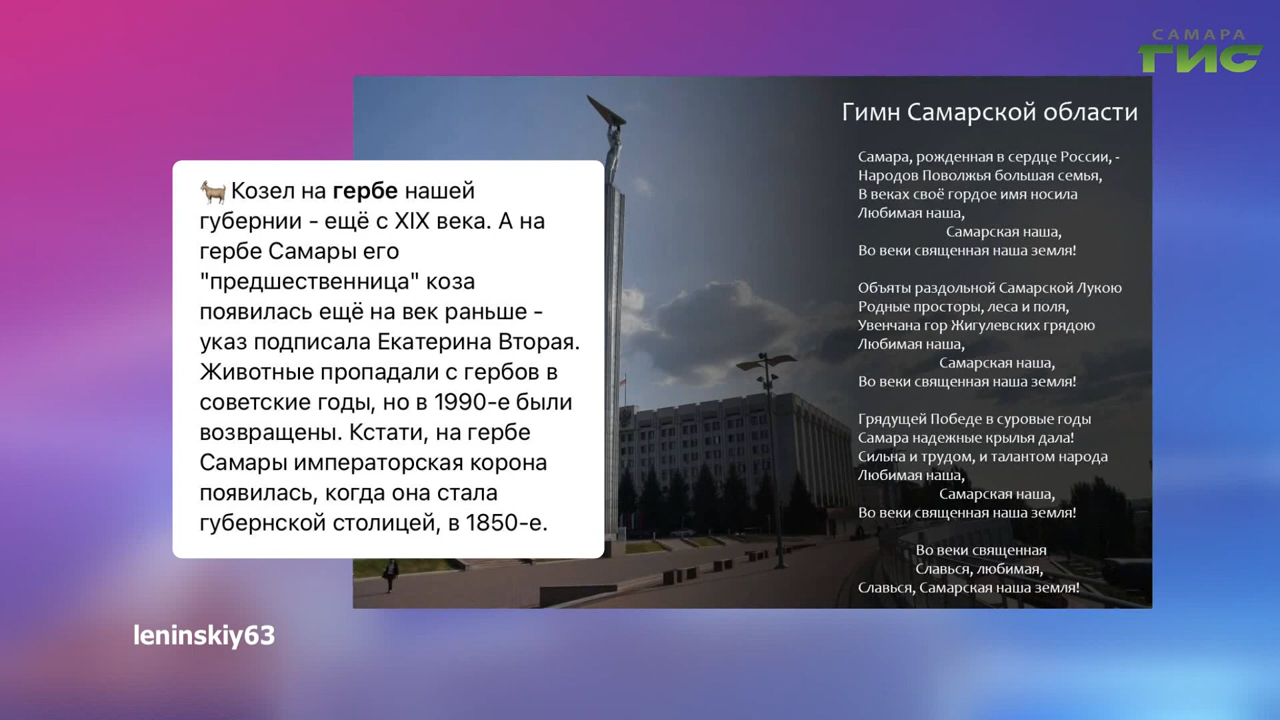 САМАРА
ГИС
Гимн Самарской области
Самара, рожденная в сердце России, -
Народов Поволжья большая семья,
В веках своё гордое имя носила
Любимая наша,
Самарская наша,
Во веки священная наша земля!
Объяты раздольной Самарской Лукою
Родные просторы, леса и поля,
Увенчана гор Жигулевских грядою
Любимая наша,
Самарская наша,
Во веки священная наша земля!
Грядущей Победе в суровые годы
Самара надежные крылья дала!
Сильна и трудом, и талантом народа
Любимая наша,
Самарская наша,
Во веки священная наша земля!
Во веки священная
Славься, любимая,
Славься, Самарская наша земля!
Козел на гербе нашей
губернии - ещё с XIX века. А на
гербе Самары его
"предшественница" коза
появилась ещё на век раньше -
указ подписала Екатерина Вторая.
Животные пропадали с гербов в
советские годы, но в 1990-е были
возвращены. Кстати, на гербе
Самары императорская корона
появилась, когда она стала
губернской столицей, в 1850-е.
leninskiy63